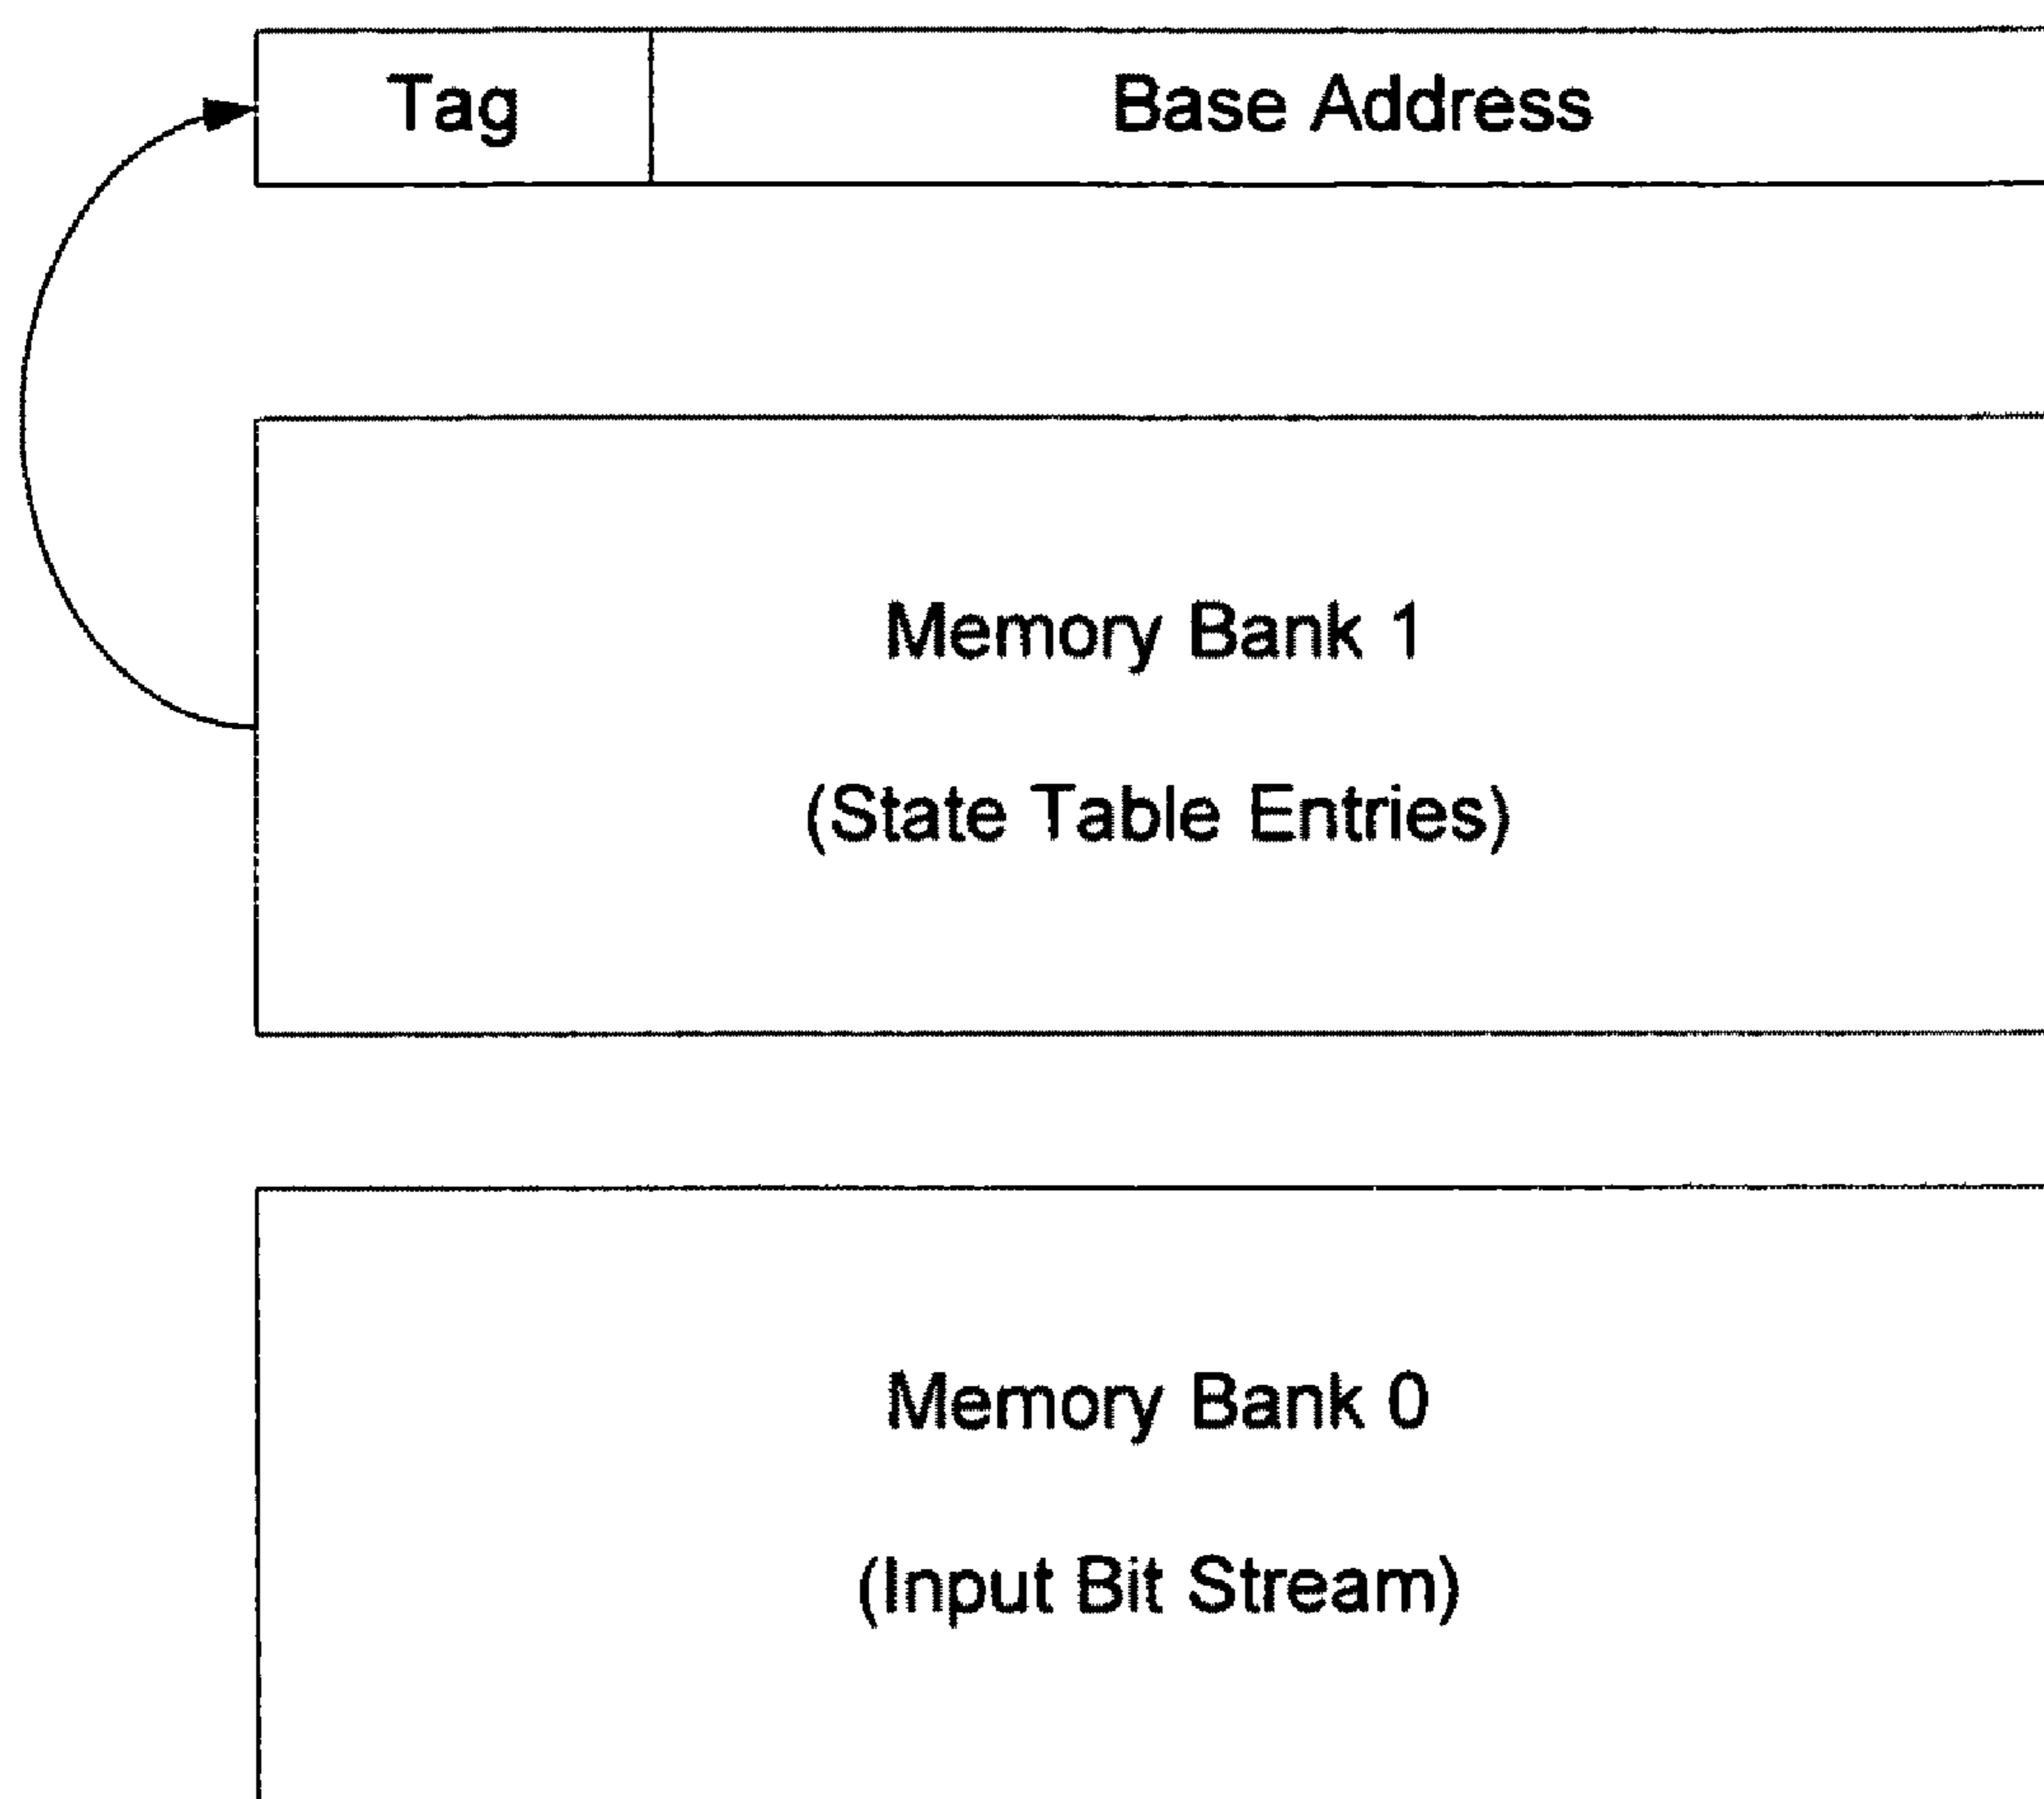 Tag Base Address
Memory Bank 1
(State Table Entries)
Memory Bank 0
(Input Bit Stream)